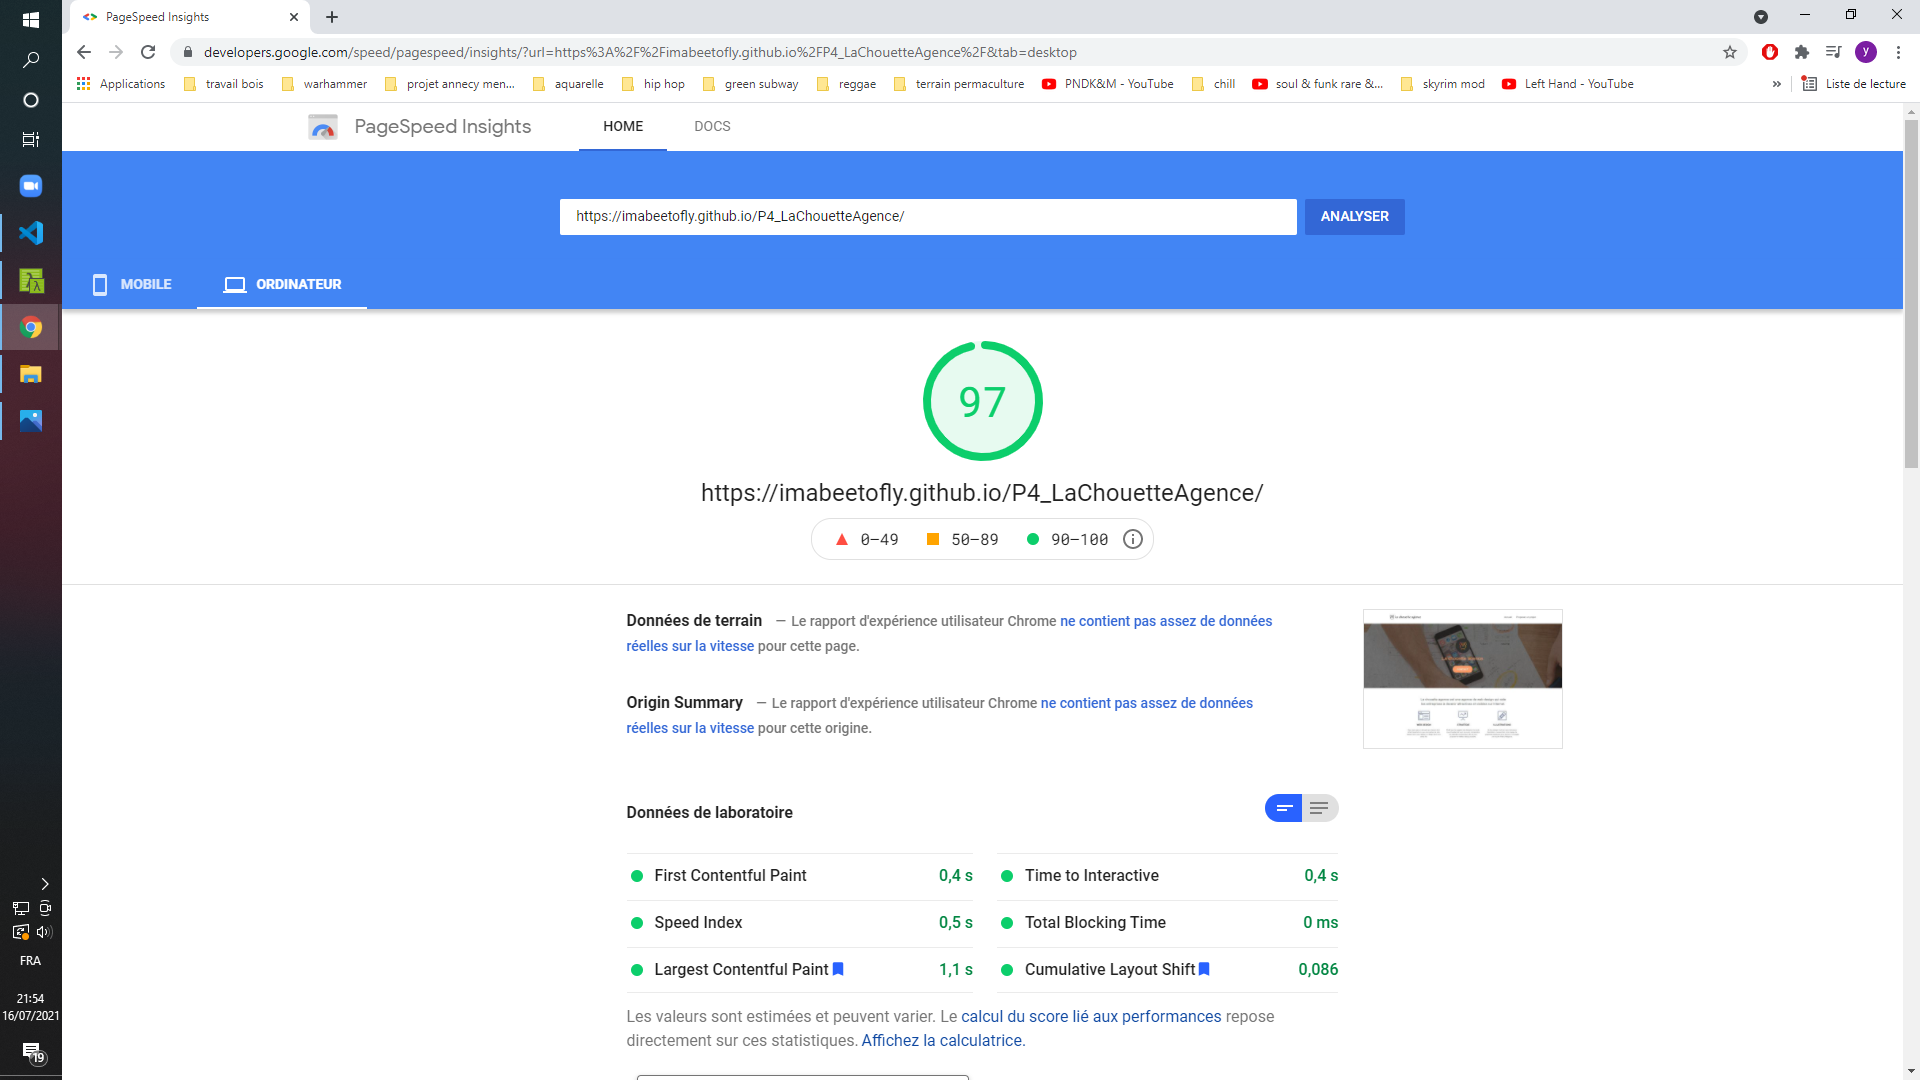 PageSpeed Insights
developers.google.com/speed/pagespeed/insights/?url=https%3A%2F%2Fimabeetofly.github.io%2FP4_LaChouetteAgence%2F&tab=desktop
y
Applications travail bois warhammer projet annecy men... aquarelle hip hop green subway reggae terrain permaculture PNDK&M - YouTube chill soul & funk rare &... skyrim mod Left Hand - YouTube » Liste de lecture
PageSpeed Insights HOME DOCS
https://imabeetofly.github.io/P4_LaChouetteAgence/ ANALYSER
MOBILE ORDINATEUR
97
https://imabeetofly.github.io/P4_LaChouetteAgence/
0–49 50–89 90–100
Données de terrain — Le rapport d'expérience utilisateur Chrome ne contient pas assez de données
réelles sur la vitesse pour cette page.
Origin Summary — Le rapport d'expérience utilisateur Chrome ne contient pas assez de données
réelles sur la vitesse pour cette origine.
Données de laboratoire
First Contentful Paint 0,4 s
Time to Interactive 0,4 s
Speed Index 0,5 s
Total Blocking Time 0 ms
Largest Contentful Paint 1,1 s
Cumulative Layout Shift 0,086
Les valeurs sont estimées et peuvent varier. Le calcul du score lié aux performances repose
directement sur ces statistiques. Affichez la calculatrice.
FRA
21:54
16/07/2021
19